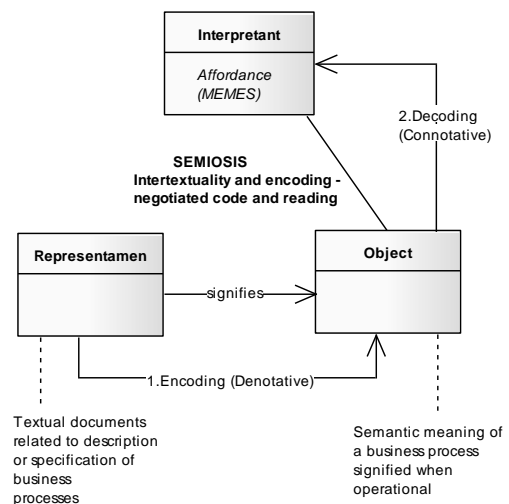 Interpretant
Affordance
(MEMES)
2.Decoding
(Connotative)
SEMIOSIS
Intertextuality and encoding -
negotiated code and reading
Representamen
Object
signifies
1.Encoding (Denotative)
Textual documents
related to description
or specification of
business
processes
Semantic meaning of
a business process
signified when
operational